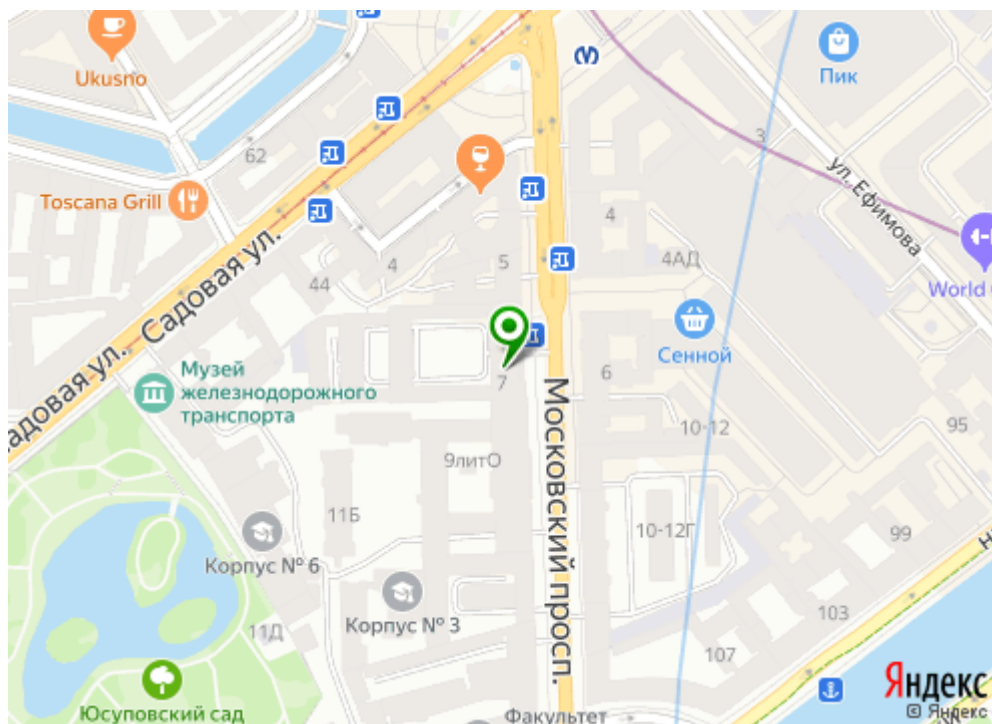 Ukusno
Пик
62
3
Toscana Grill
ул. Ефимова
4
4АД
Садовая ул.
5
4
44
World
Сенной
Садовая ул.
Музей
железнодорожного
транспорта
7
6
Московский просп.
10-12
95
9литО
11Б
10-12Г
99
Корпус № 6
Корпус № 3
103
11Д
107
Юсуповский сад
Факультет
Яндекс
© Яндекс